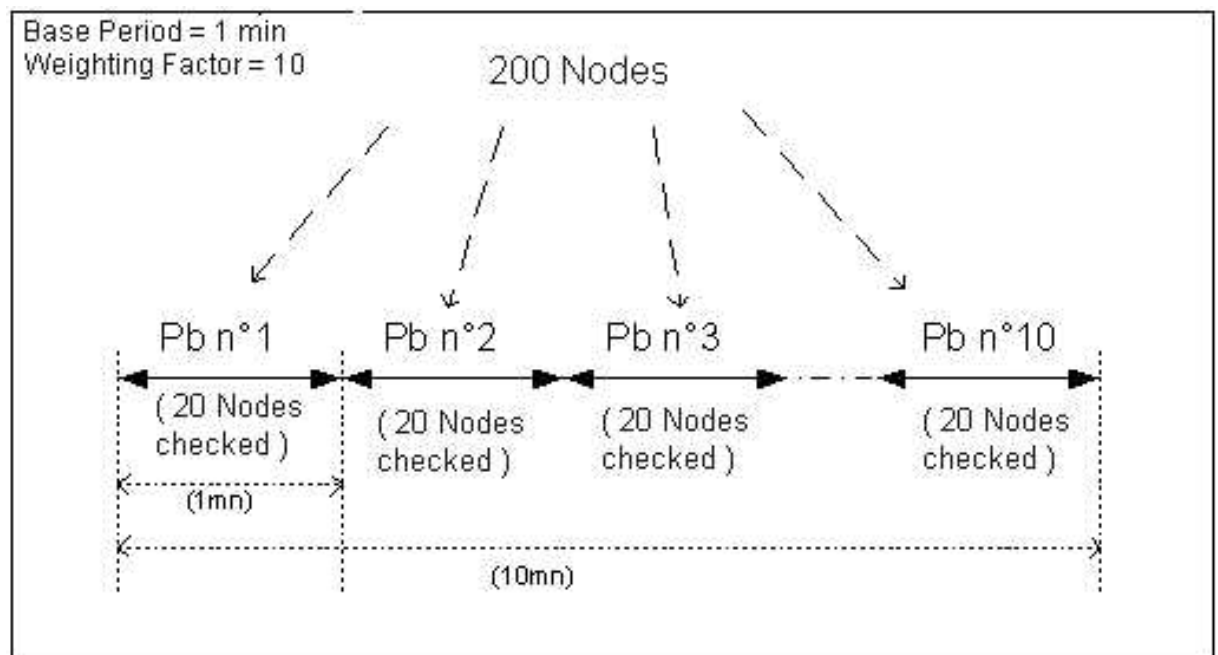 Base Period = 1 min
Weighting Factor = 10
200 Nodes
Pb n°1
Pb n°2
Pb n°3
Pb n°10
( 20 Nodes
checked )
( 20 Nodes
checked )
( 20 Nodes
checked )
( 20 Nodes
checked )
(1mn)
(10mn)